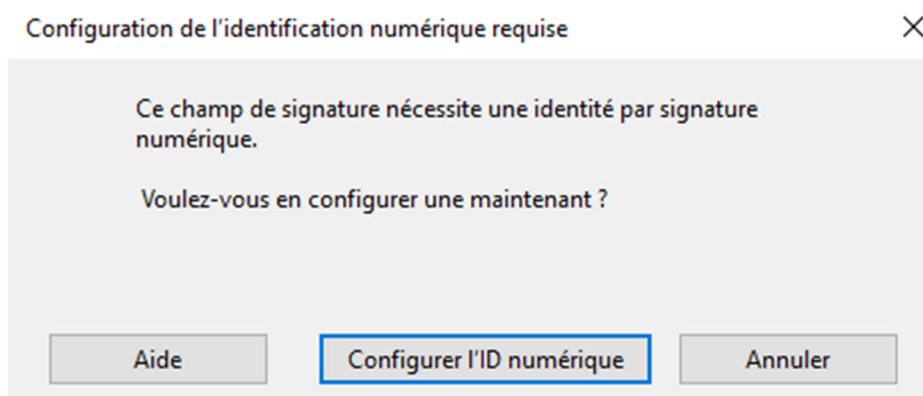 Configuration de l'identification numérique requise
Ce champ de signature nécessite une identité par signature
numérique.
Voulez-vous en configurer une maintenant ?
Aide
Configurer l'ID numérique
Annuler